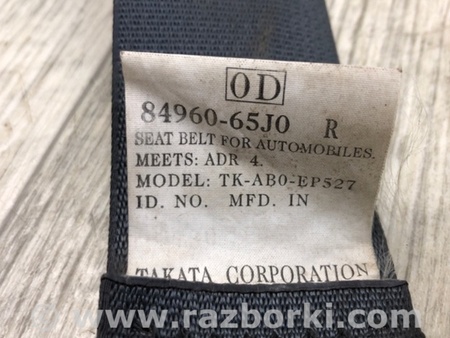 OD
84960-65J0 R
SEAT BELT FOR AUTOMOBILES.
MEETS: ADR 4.
MODEL: TK-AB0-EP527
ID. NO. MFD. IN
TAKATA CORPORATION
www.razborki.com